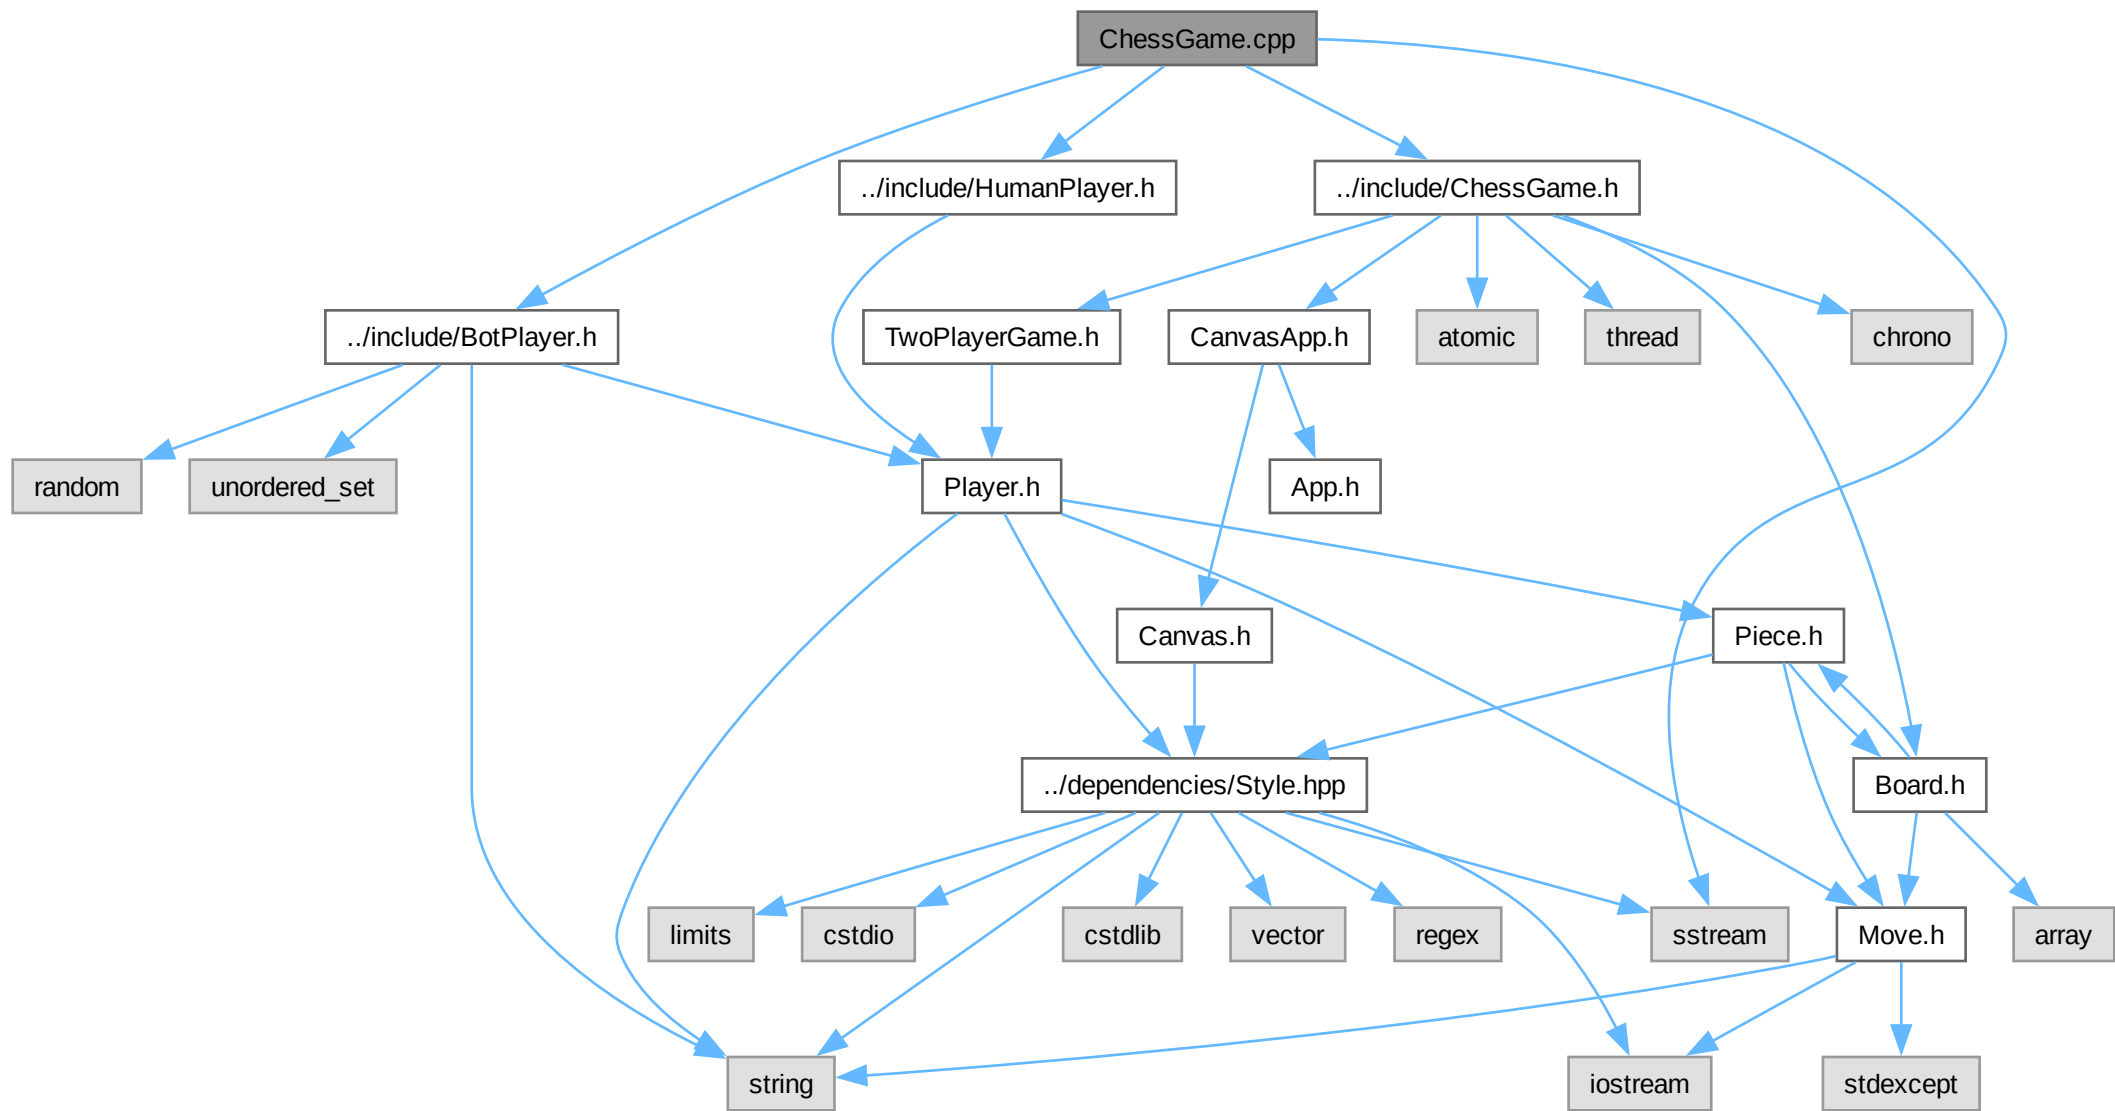 ChessGame.cpp
../include/HumanPlayer.h
../include/ChessGame.h
../include/BotPlayer.h
TwoPlayerGame.h
CanvasApp.h
atomic
thread
chrono
random
unordered_set
Player.h
App.h
Canvas.h
Piece.h
../dependencies/Style.hpp
Board.h
limits
cstdio
cstdlib
vector
regex
sstream
Move.h
array
string
iostream
stdexcept